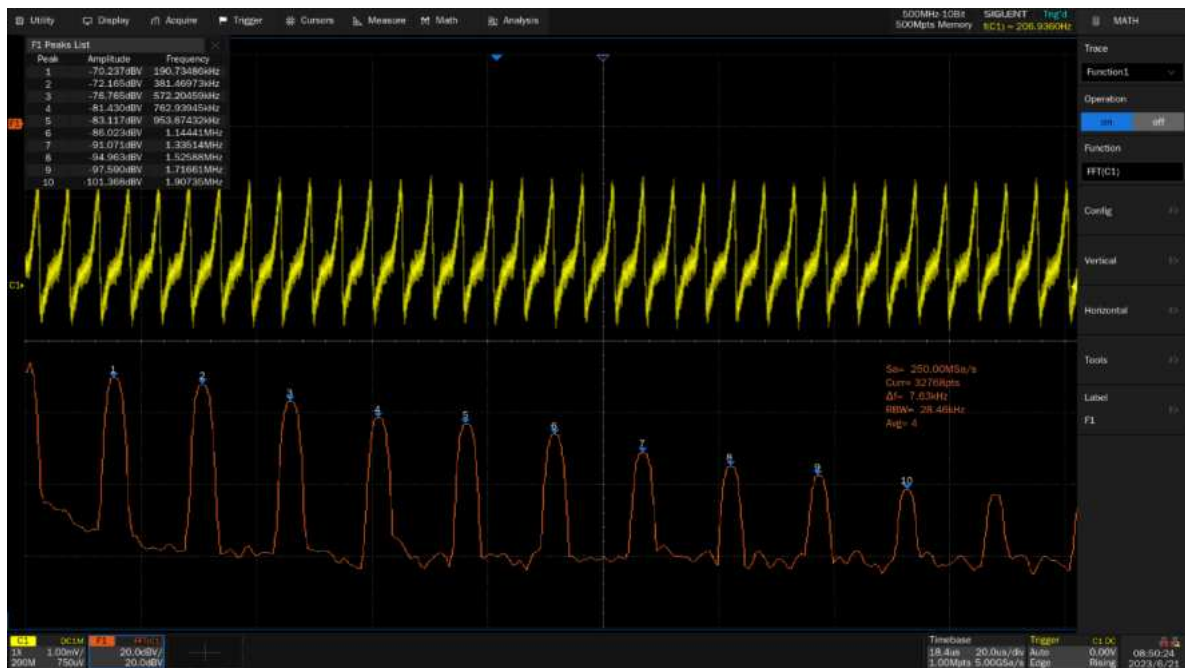 Utility Display Acquire Trigger Cursors Measure Math Analysis
500MHz 10Bit SIGLENT Trig'd
500Mpts Memory f(C1) = 206.9360Hz
MATH
F1 Peaks List
Peak Amplitude Frequency
1 -70.237dBV 190.73486kHz
2 -72.165dBV 381.46973kHz
3 -76.765dBV 572.20459kHz
4 -81.430dBV 762.93945kHz
5 -83.117dBV 953.67432kHz
6 -86.023dBV 1.14441MHz
7 -91.071dBV 1.33514MHz
8 -94.963dBV 1.52588MHz
9 -97.590dBV 1.71661MHz
10 -101.366dBV 1.90735MHz
F1
C1
Trace
Function1
Operation
on off
Function
FFT(C1)
Config
Vertical
Horizontal
Tools
Label
F1
1 2 3 4 5 6 7 8 9 10
Sa= 250.00MSa/s
Curr= 32768pts
Δf= 7.63kHz
RBW= 28.46kHz
Avg= 4
C1 DC1M
1X 1.00mV/
200M 750uV
F1 FFT(C1)
20.0dBV/
20.0dBV
Timebase
18.4us 20.0us/div
1.00Mpts 5.00GSa/s
Trigger C1 DC
Auto 0.00V
Edge Rising
08:50:24
2023/8/21